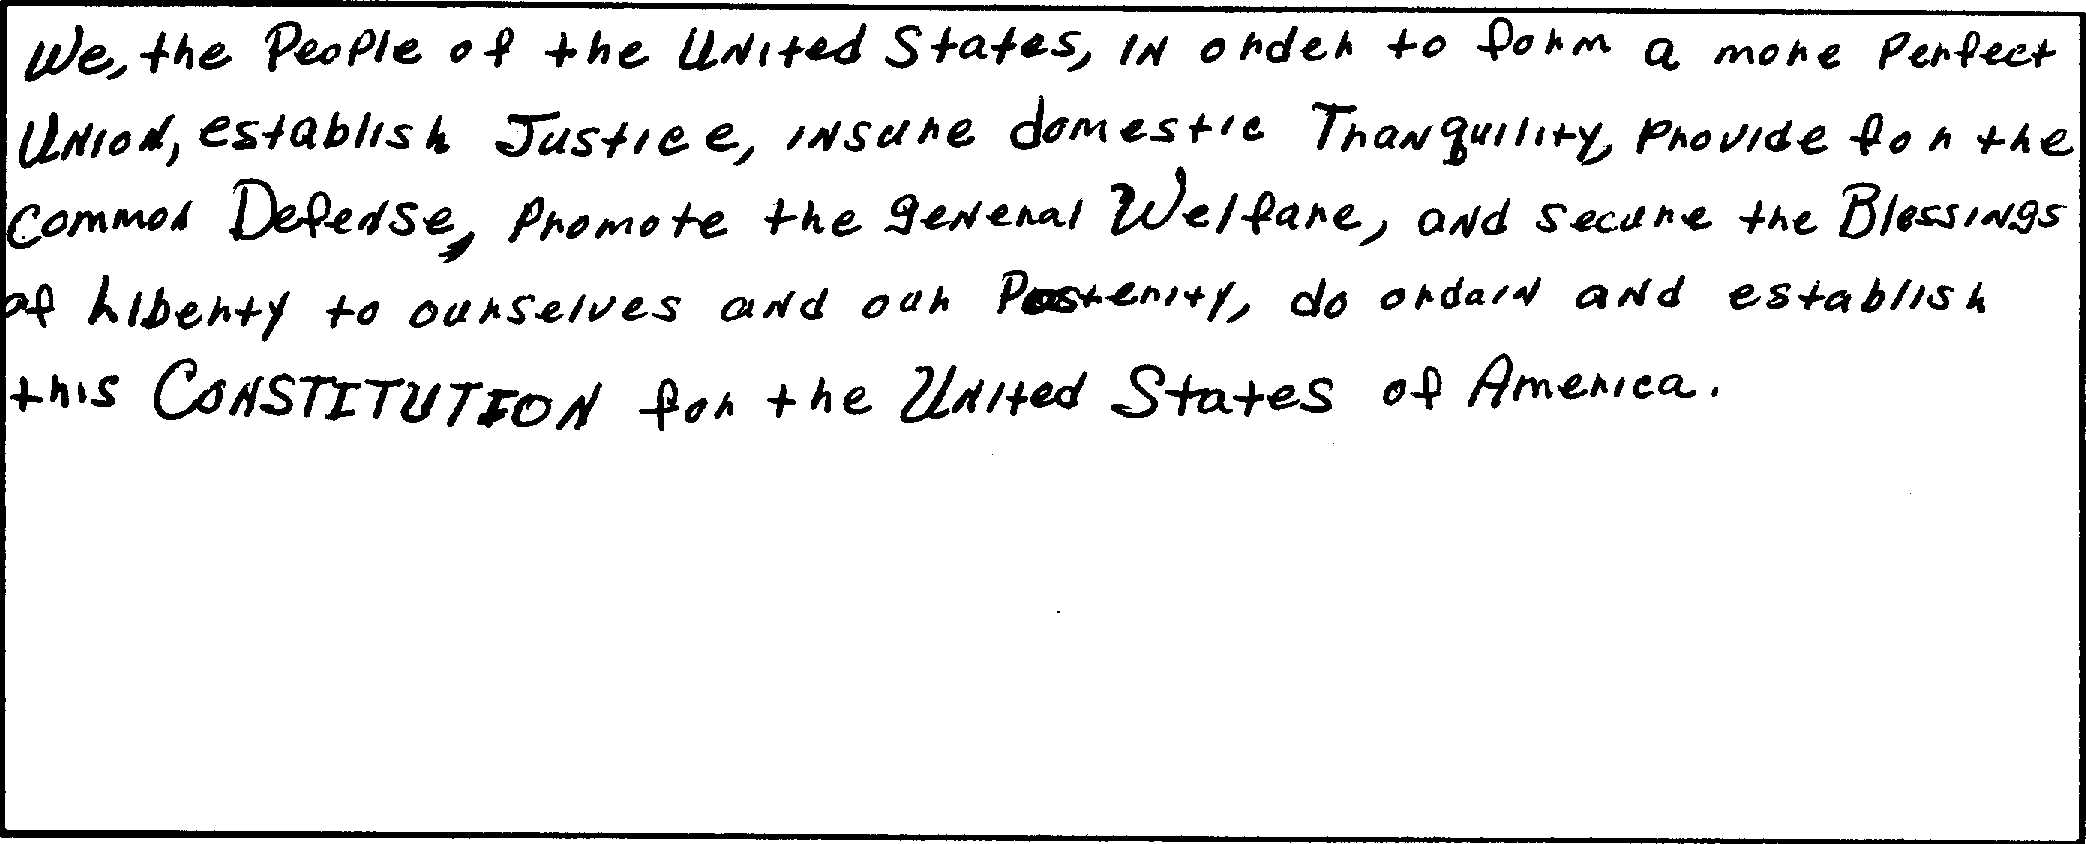 We, the People of the United States, in order to form a more Perfect
Union, establish Justice, insure domestic Tranquility, Provide for the
Common Defense, Promote the general Welfare, and secure the Blessings
of Liberty to ourselves and our Posterity, do ordain and establish
this CONSTITUTION for the United States of America.